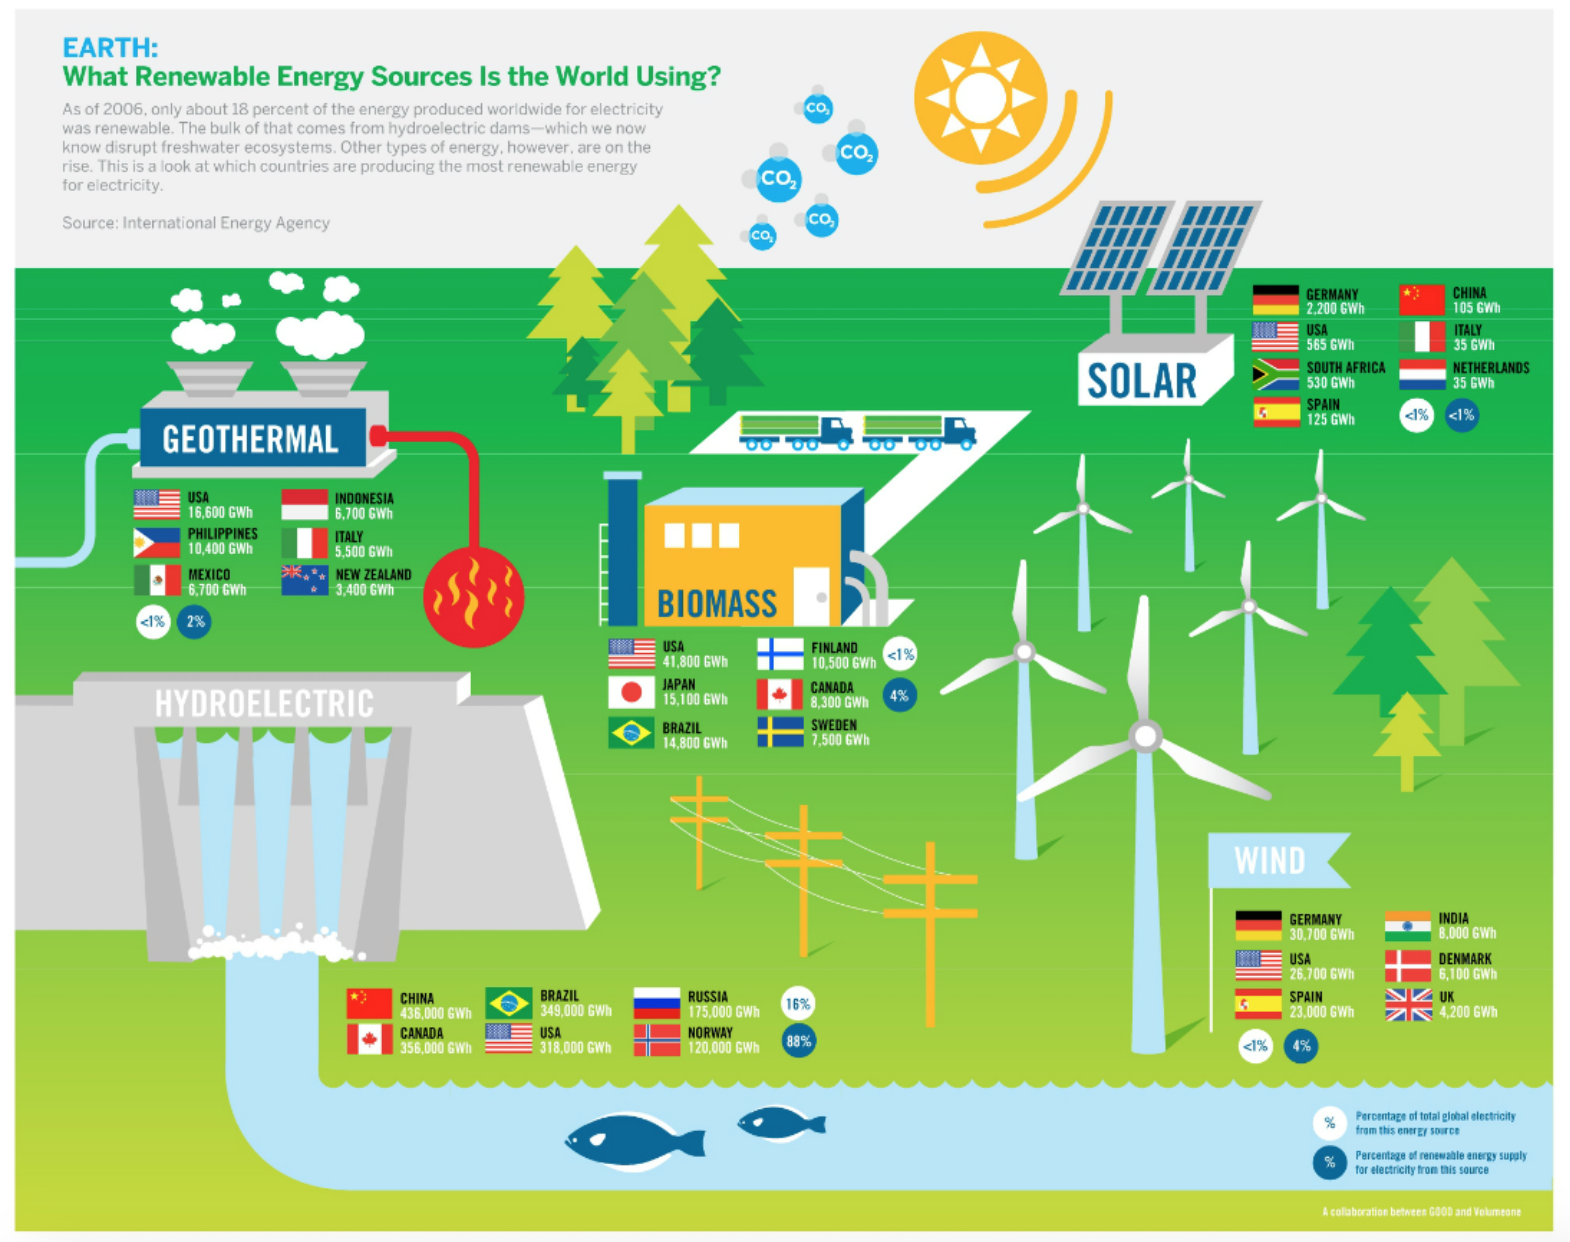 EARTH:
What Renewable Energy Sources Is the World Using?
As of 2006, only about 18 percent of the energy produced worldwide for electricity
was renewable. The bulk of that comes from hydroelectric dams—which we now
know disrupt freshwater ecosystems. Other types of energy, however, are on the
rise. This is a look at which countries are producing the most renewable energy
for electricity.
Source: International Energy Agency
CO₂
CO₂
CO₂
CO₂
CO₂
SOLAR
GERMANY
2,200 GWh
USA
565 GWh
SOUTH AFRICA
530 GWh
SPAIN
125 GWh
CHINA
105 GWh
ITALY
35 GWh
NETHERLANDS
35 GWh
<1%
<1%
GEOTHERMAL
USA
16,600 GWh
PHILIPPINES
10,400 GWh
MEXICO
6,700 GWh
INDONESIA
6,700 GWh
ITALY
5,500 GWh
NEW ZEALAND
3,400 GWh
<1%
2%
BIOMASS
USA
41,800 GWh
JAPAN
15,100 GWh
BRAZIL
14,800 GWh
FINLAND
10,500 GWh
CANADA
8,300 GWh
SWEDEN
7,500 GWh
<1%
4%
HYDROELECTRIC
CHINA
436,000 GWh
CANADA
356,000 GWh
BRAZIL
349,000 GWh
USA
318,000 GWh
RUSSIA
175,000 GWh
NORWAY
120,000 GWh
16%
88%
WIND
GERMANY
30,700 GWh
USA
26,700 GWh
SPAIN
23,000 GWh
INDIA
8,000 GWh
DENMARK
6,100 GWh
UK
4,200 GWh
<1%
4%
%
Percentage of total global electricity
from this energy source
%
Percentage of renewable energy supply
for electricity from this source
A collaboration between GOOD and Volumeone